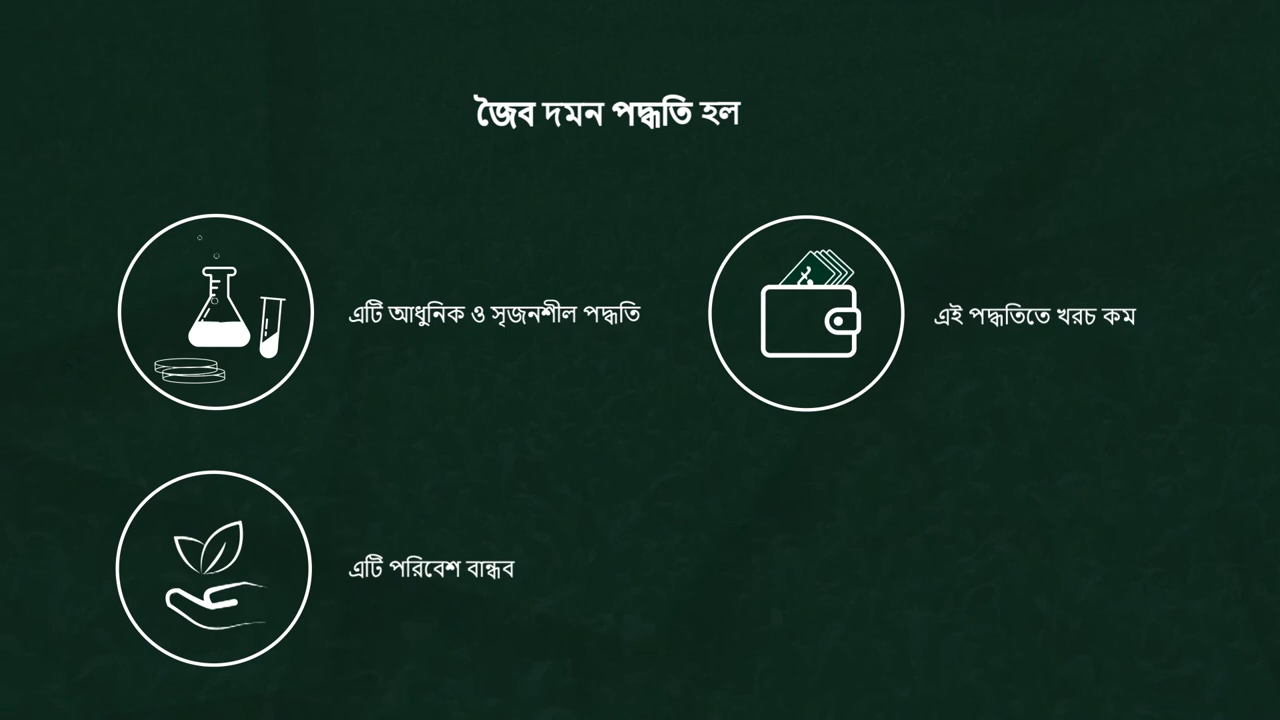 জৈব দমন পদ্ধতি হল
এটি আধুনিক ও সৃজনশীল পদ্ধতি
এই পদ্ধতিতে খরচ কম
এটি পরিবেশ বান্ধব